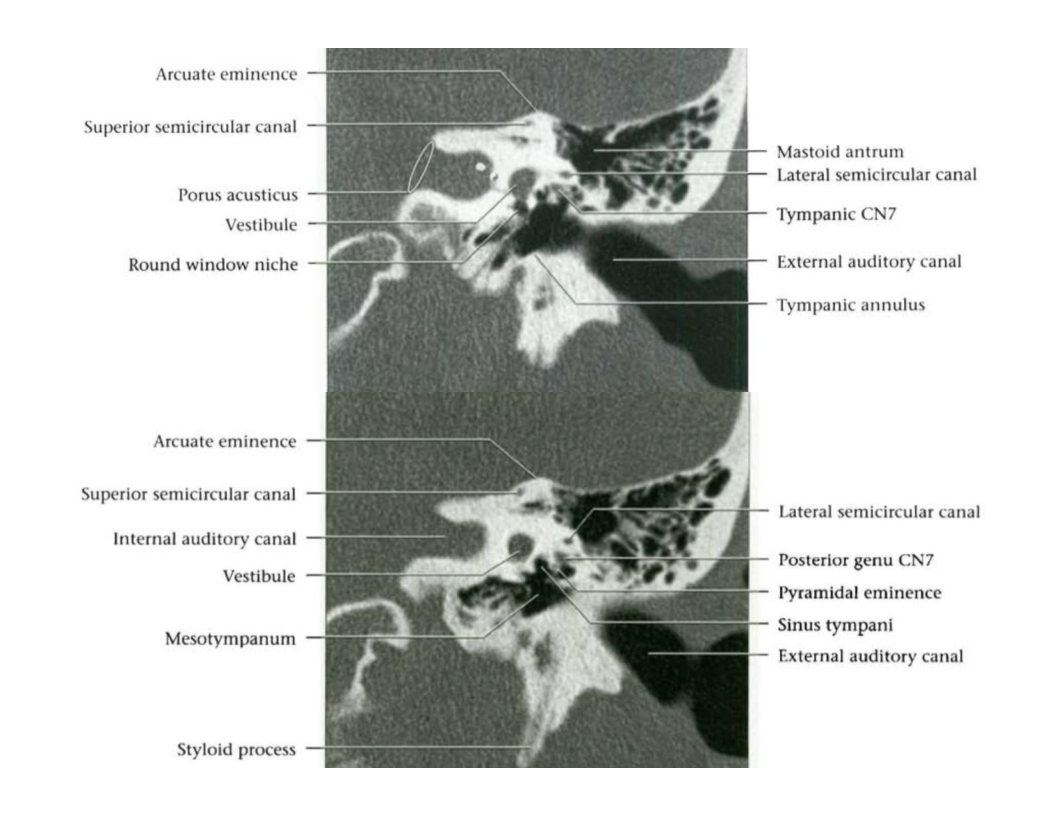 Arcuate eminence
Superior semicircular canal
Porus acusticus
Vestibule
Round window niche
Mastoid antrum
Lateral semicircular canal
Tympanic CN7
External auditory canal
Tympanic annulus
Arcuate eminence
Superior semicircular canal
Internal auditory canal
Vestibule
Mesotympanum
Styloid process
Lateral semicircular canal
Posterior genu CN7
Pyramidal eminence
Sinus tympani
External auditory canal